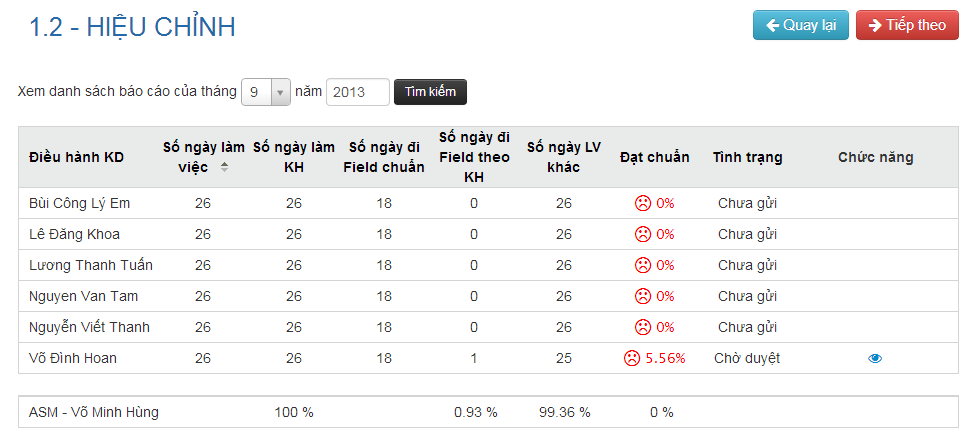 1.2 - HIỆU CHỈNH
Quay lại Tiếp theo
Xem danh sách báo cáo của tháng 9 năm 2013 Tìm kiếm
Điều hành KD Số ngày làm việc Số ngày làm KH Số ngày đi Field chuẩn Số ngày đi Field theo KH Số ngày LV khác Đạt chuẩn Tình trạng Chức năng
Bùi Công Lý Em 26 26 18 0 26 0% Chưa gửi
Lê Đăng Khoa 26 26 18 0 26 0% Chưa gửi
Lương Thanh Tuấn 26 26 18 0 26 0% Chưa gửi
Nguyen Van Tam 26 26 18 0 26 0% Chưa gửi
Nguyễn Viết Thanh 26 26 18 0 26 0% Chưa gửi
Võ Đình Hoan 26 26 18 1 25 5.56% Chờ duyệt
ASM - Võ Minh Hùng 100 % 0.93 % 99.36 % 0 %